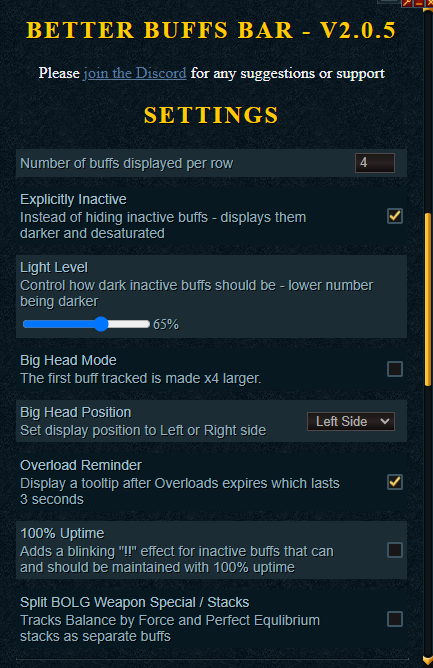 BETTER BUFFS BAR - V2.0.5
Please join the Discord for any suggestions or support
SETTINGS
Number of buffs displayed per row
4
Explicitly Inactive
Instead of hiding inactive buffs - displays them
darker and desaturated
Light Level
Control how dark inactive buffs should be - lower number
being darker
65%
Big Head Mode
The first buff tracked is made x4 larger.
Big Head Position
Set display position to Left or Right side
Left Side
Overload Reminder
Display a tooltip after Overloads expires which lasts
3 seconds
100% Uptime
Adds a blinking "!!" effect for inactive buffs that can
and should be maintained with 100% uptime
Split BOLG Weapon Special / Stacks
Tracks Balance by Force and Perfect Equlibrium
stacks as separate buffs